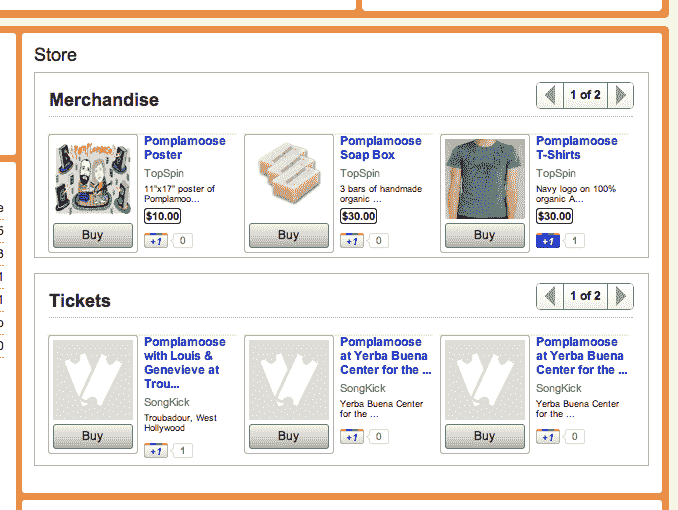 Store
Merchandise
1 of 2
Pomplamoose
Poster
TopSpin
11"x17" poster of
Pomplamoo...
$10.00
Buy
+1
0
Pomplamoose
Soap Box
TopSpin
3 bars of handmade
organic ...
$30.00
Buy
+1
0
Pomplamoose
T-Shirts
TopSpin
Navy logo on 100%
organic A...
$30.00
Buy
+1
1
Tickets
1 of 2
Pomplamoose
with Louis &
Genevieve at
Trou...
SongKick
Troubadour, West
Hollywood
Buy
+1
1
Pomplamoose
at Yerba Buena
Center for the ...
SongKick
Yerba Buena Center
for the ...
Buy
+1
0
Pomplamoose
at Yerba Buena
Center for the ...
SongKick
Yerba Buena Center
for the ...
Buy
+1
0